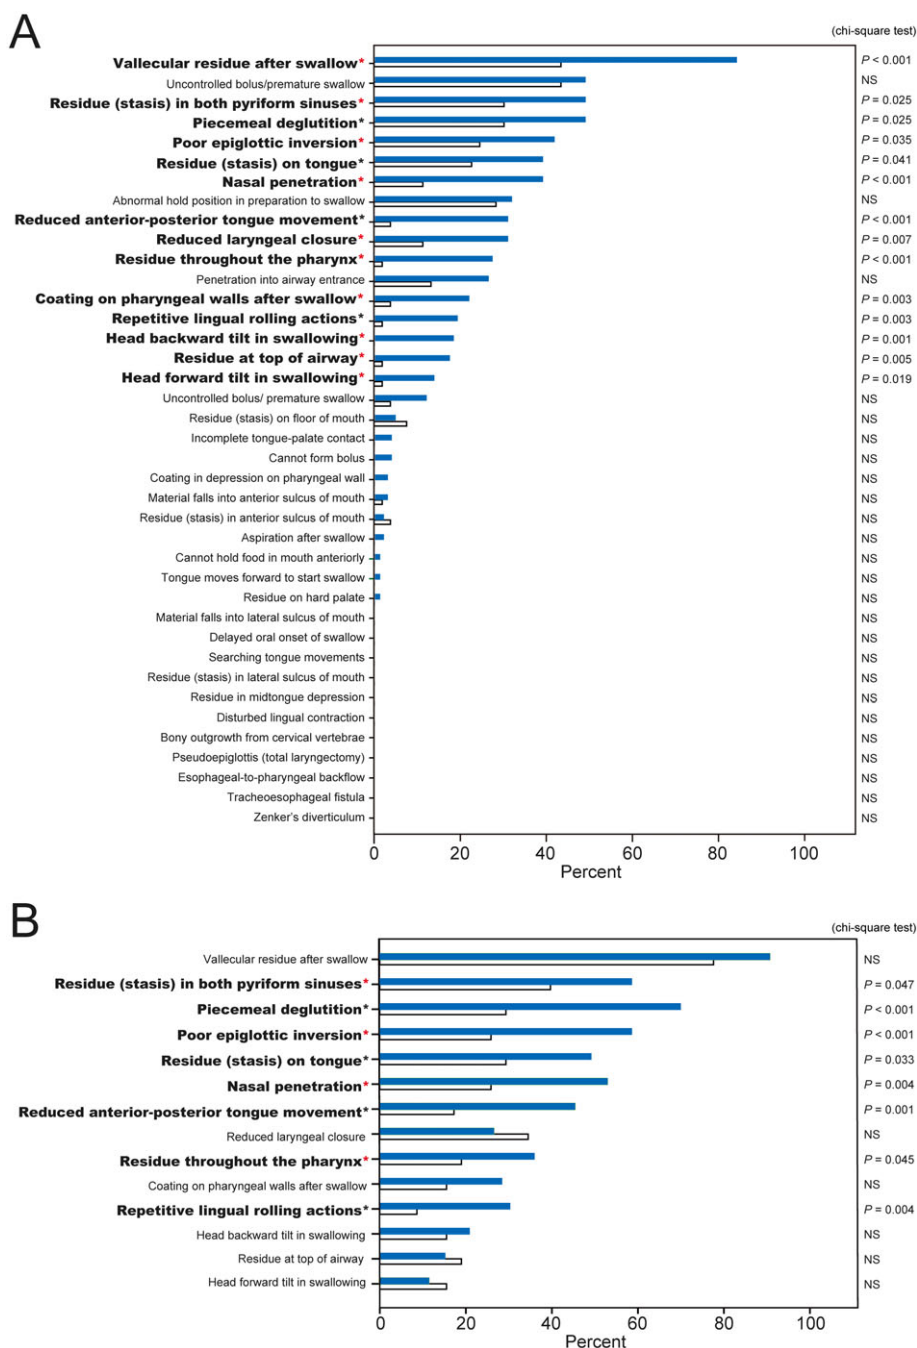 A
(chi-square test)
Vallecular residue after swallow* P < 0.001
Uncontrolled bolus/premature swallow NS
Residue (stasis) in both pyriform sinuses* P = 0.025
Piecemeal deglutition* P = 0.025
Poor epiglottic inversion* P = 0.035
Residue (stasis) on tongue* P = 0.041
Nasal penetration* P < 0.001
Abnormal hold position in preparation to swallow NS
Reduced anterior-posterior tongue movement* P < 0.001
Reduced laryngeal closure* P = 0.007
Residue throughout the pharynx* P < 0.001
Penetration into airway entrance NS
Coating on pharyngeal walls after swallow* P = 0.003
Repetitive lingual rolling actions* P = 0.003
Head backward tilt in swallowing* P = 0.001
Residue at top of airway* P = 0.005
Head forward tilt in swallowing* P = 0.019
Uncontrolled bolus/ premature swallow NS
Residue (stasis) on floor of mouth NS
Incomplete tongue-palate contact NS
Cannot form bolus NS
Coating in depression on pharyngeal wall NS
Material falls into anterior sulcus of mouth NS
Residue (stasis) in anterior sulcus of mouth NS
Aspiration after swallow NS
Cannot hold food in mouth anteriorly NS
Tongue moves forward to start swallow NS
Residue on hard palate NS
Material falls into lateral sulcus of mouth NS
Delayed oral onset of swallow NS
Searching tongue movements NS
Residue (stasis) in lateral sulcus of mouth NS
Residue in midtongue depression NS
Disturbed lingual contraction NS
Bony outgrowth from cervical vertebrae NS
Pseudoepiglottis (total laryngectomy) NS
Esophageal-to-pharyngeal backflow NS
Tracheoesophageal fistula NS
Zenker's diverticulum NS
0 20 40 60 80 100
Percent
B
(chi-square test)
Vallecular residue after swallow NS
Residue (stasis) in both pyriform sinuses* P = 0.047
Piecemeal deglutition* P < 0.001
Poor epiglottic inversion* P < 0.001
Residue (stasis) on tongue* P = 0.033
Nasal penetration* P = 0.004
Reduced anterior-posterior tongue movement* P = 0.001
Reduced laryngeal closure NS
Residue throughout the pharynx* P = 0.045
Coating on pharyngeal walls after swallow NS
Repetitive lingual rolling actions* P = 0.004
Head backward tilt in swallowing NS
Residue at top of airway NS
Head forward tilt in swallowing NS
0 20 40 60 80 100
Percent